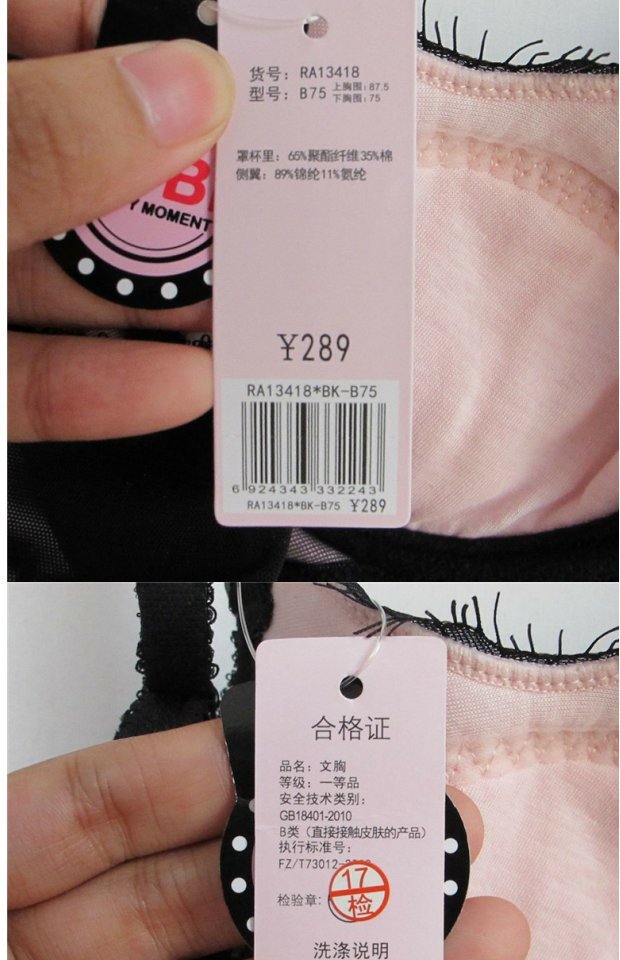 货号：RA13418
型号：B75 上胸围：87.5
下胸围：75
罩杯里：65%聚酯纤维35%棉
侧翼：89%锦纶11%氨纶
MOMENT
￥289
RA13418*BK-B75
6 924343 332243
RA13418*BK-B75 ￥289
合格证
品名：文胸
等级：一等品
安全技术类别：
GB18401-2010
B类（直接接触皮肤的产品）
执行标准号：
FZ/T73012-
检验章：
17
检
洗涤说明